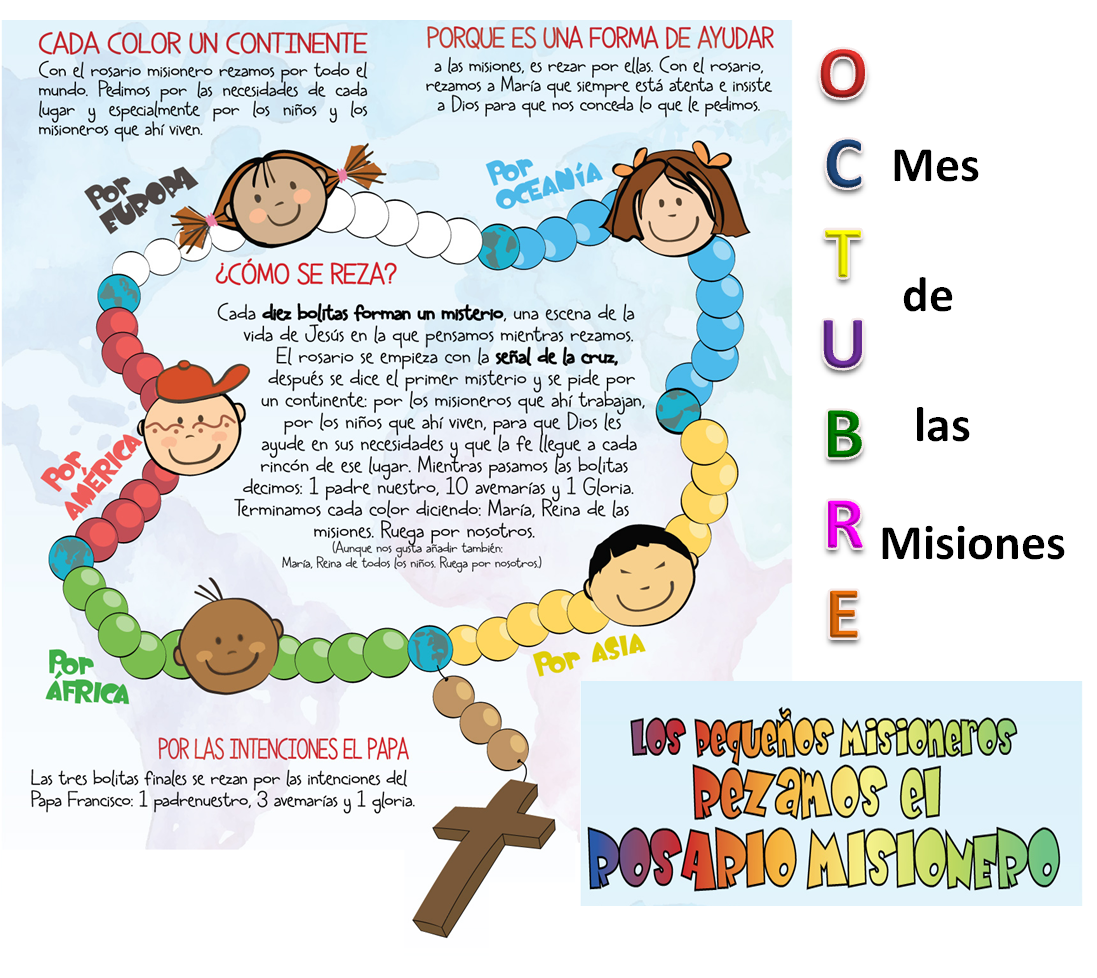 CADA COLOR UN CONTINENTE
Con el rosario misionero rezamos por todo el
mundo. Pedimos por las necesidades de cada
lugar y especialmente por los niños y los
misioneros que ahí viven.
PORQUE ES UNA FORMA DE AYUDAR
a las misiones, es rezar por ellas. Con el rosario,
rezamos a María que siempre está atenta e insiste
a Dios para que nos conceda lo que le pedimos.
Por
EUROPA
Por
OCEANÍA
¿CÓMO SE REZA?
Cada diez bolitas forman un misterio, una escena de la
vida de Jesús en la que pensamos mientras rezamos.
El rosario se empieza con la señal de la cruz,
después se dice el primer misterio y se pide por
un continente: por los misioneros que ahí trabajan,
por los niños que ahí viven, para que Dios les
ayude en sus necesidades y que la fe llegue a cada
rincón de ese lugar. Mientras pasamos las bolitas
decimos: 1 padre nuestro, 10 avemarías y 1 Gloria.
Terminamos cada color diciendo: María, Reina de las
misiones. Ruega por nosotros.
(Aunque nos gusta añadir también:
María, Reina de todos los niños. Ruega por nosotros.)
Por
AMÉRICA
Por
ÁFRICA
Por ASIA
POR LAS INTENCIONES EL PAPA
Las tres bolitas finales se rezan por las intenciones del
Papa Francisco: 1 padrenuestro, 3 avemarías y 1 gloria.
OCTUBRE
Mes
de
las
Misiones
Los pequeños misioneros
Rezamos el
ROSARIO MISIONERO